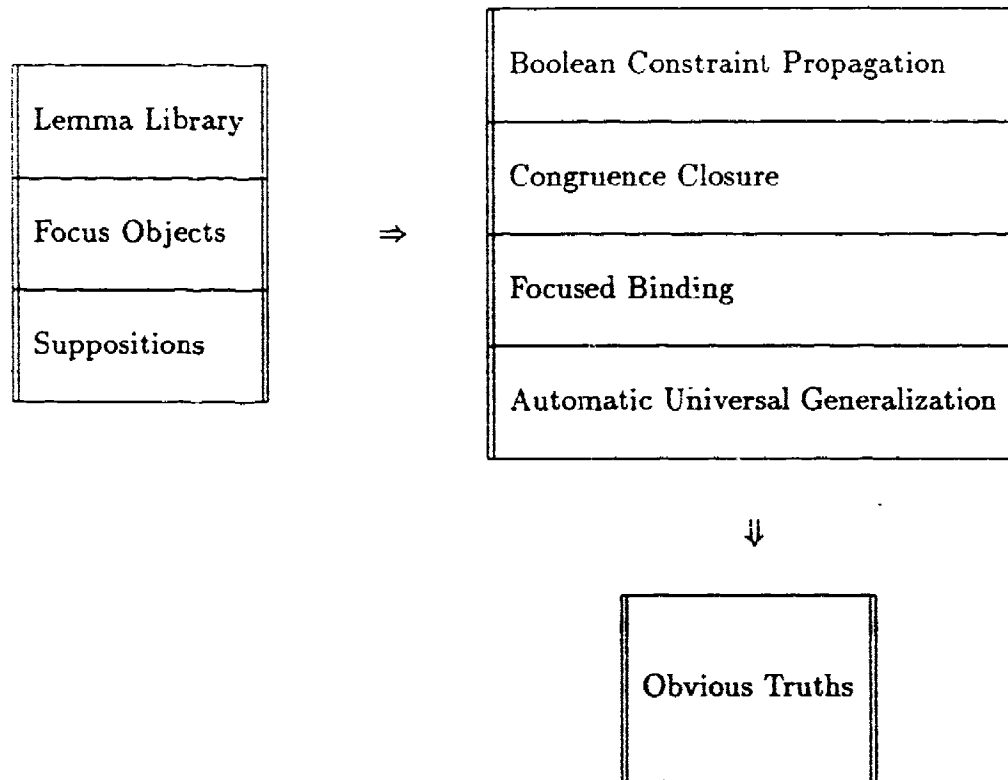 Lemma Library
Focus Objects
Suppositions
⇒
Boolean Constraint Propagation
Congruence Closure
Focused Binding
Automatic Universal Generalization
⇓
Obvious Truths